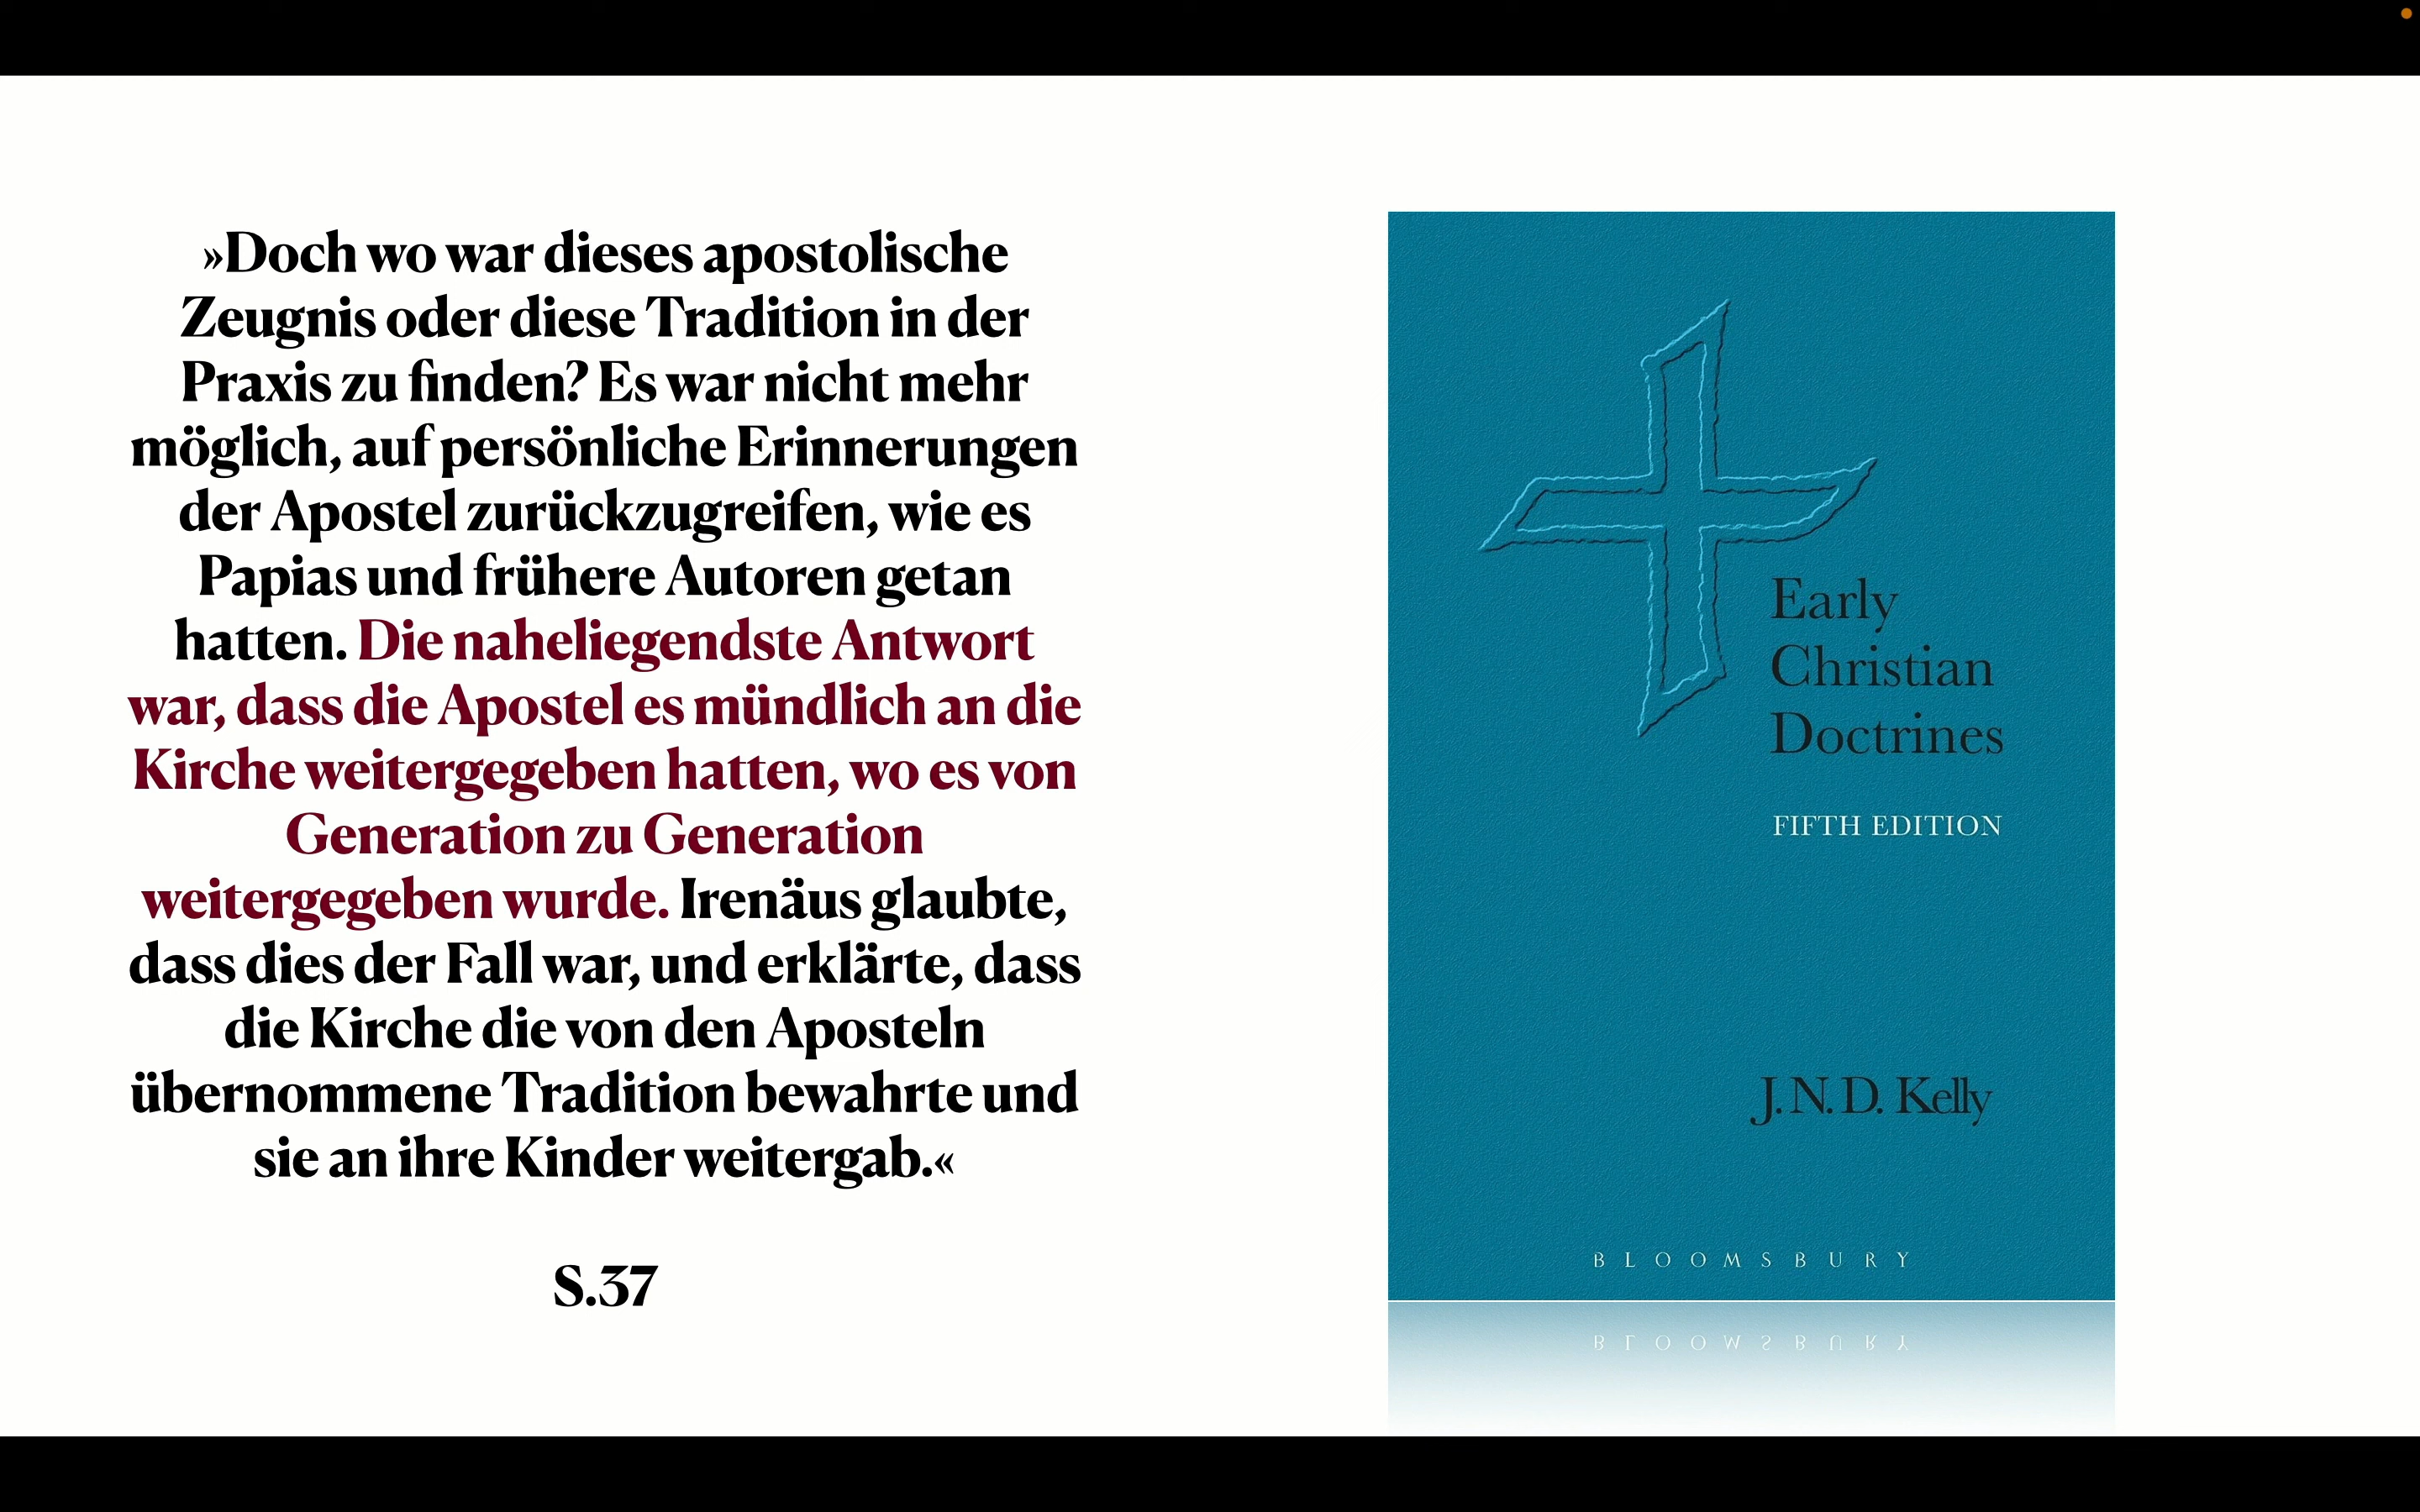 »Doch wo war dieses apostolische
Zeugnis oder diese Tradition in der
Praxis zu finden? Es war nicht mehr
möglich, auf persönliche Erinnerungen
der Apostel zurückzugreifen, wie es
Papias und frühere Autoren getan
hatten. Die naheliegendste Antwort
war, dass die Apostel es mündlich an die
Kirche weitergegeben hatten, wo es von
Generation zu Generation
weitergegeben wurde. Irenäus glaubte,
dass dies der Fall war, und erklärte, dass
die Kirche die von den Aposteln
übernommene Tradition bewahrte und
sie an ihre Kinder weitergab.«
S.37
Early
Christian
Doctrines
FIFTH EDITION
J.N.D. Kelly
BLOOMSBURY